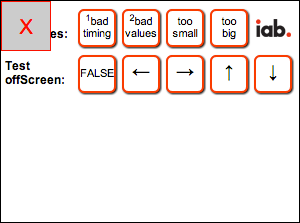 X
es:
1bad
timing
2bad
values
too
small
too
big
iab.
Test
offScreen:
FALSE
←
→
↑
↓